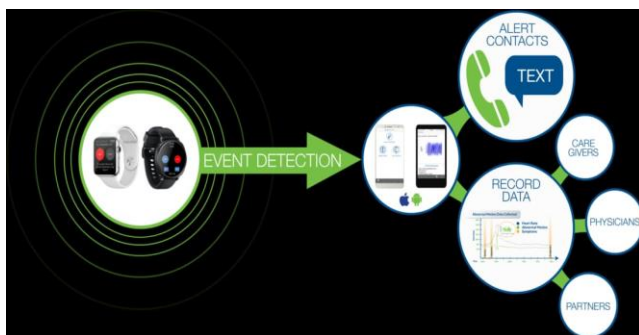 ALERT
CONTACTS
TEXT
EVENT DETECTION
CARE
GIVERS
RECORD
DATA
PHYSICIANS
PARTNERS